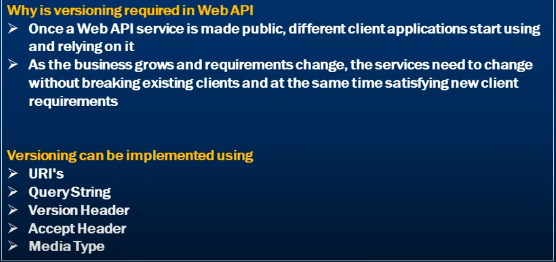 Why is versioning required in Web API
➢ Once a Web API service is made public, different client applications start using
and relying on it
➢ As the business grows and requirements change, the services need to change
without breaking existing clients and at the same time satisfying new client
requirements
Versioning can be implemented using
➢ URI's
➢ Query String
➢ Version Header
➢ Accept Header
➢ Media Type